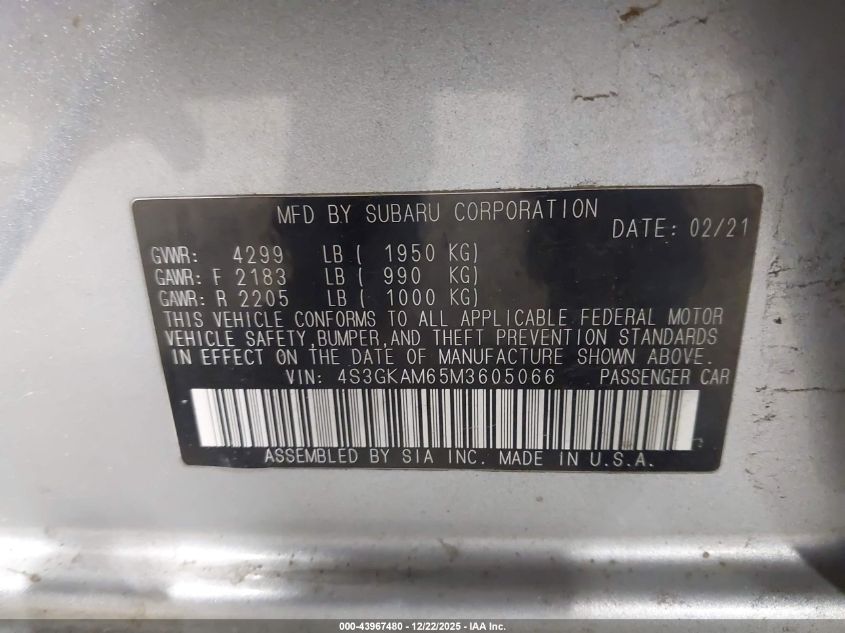 MFD BY SUBARU CORPORATION
DATE: 02/21
GVWR: 4299 LB ( 1950 KG)
GAWR: F 2183 LB ( 990 KG)
GAWR: R 2205 LB ( 1000 KG)
THIS VEHICLE CONFORMS TO ALL APPLICABLE FEDERAL MOTOR
VEHICLE SAFETY, BUMPER, AND THEFT PREVENTION STANDARDS
IN EFFECT ON THE DATE OF MANUFACTURE SHOWN ABOVE.
VIN: 4S3GKAM65M3605066 PASSENGER CAR
ASSEMBLED BY SIA INC. MADE IN U.S.A.
000-43967480 - 12/22/2025 - IAA Inc.